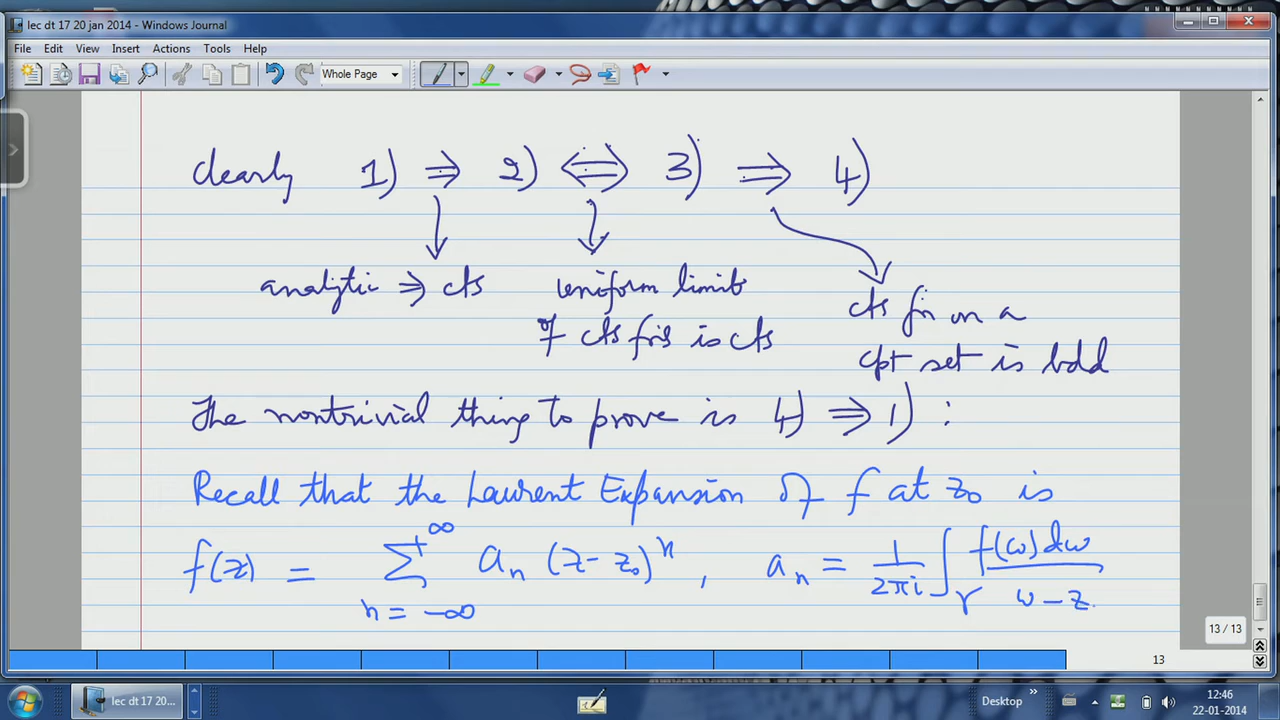 lec dt 17 20 jan 2014 - Windows Journal
File Edit View Insert Actions Tools Help
Whole Page
clearly 1) ⇒ 2) ⇔ 3) ⇒ 4)
analytic ⇒ cts
uniform limit
of cts fns is cts
cts fn on a
cpt set is bdd
The nontrivial thing to prove is 4) ⇒ 1) :
Recall that the Laurent Expansion of f at z₀ is
f(z) = ∑_{n = -∞}^{+∞} a_n (z - z₀)^n , a_n = 1/2πi ∫_γ f(ω)dω / ω - z.
13 / 13
13
lec dt 17 20...
Desktop »
12:46
22-01-2014